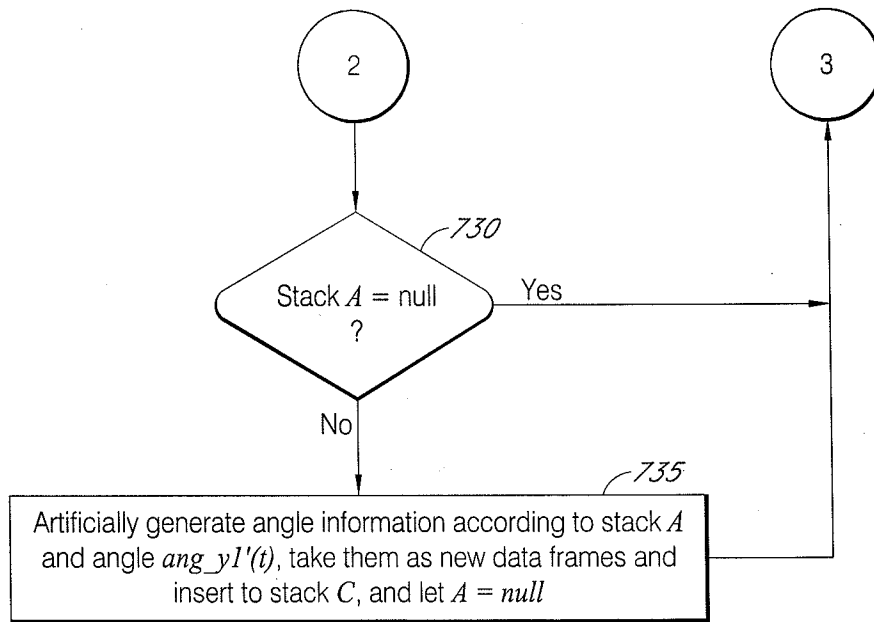 2
3
730
Stack A = null
?
Yes
No
735
Artificially generate angle information according to stack A
and angle ang_y1'(t), take them as new data frames and
insert to stack C, and let A = null